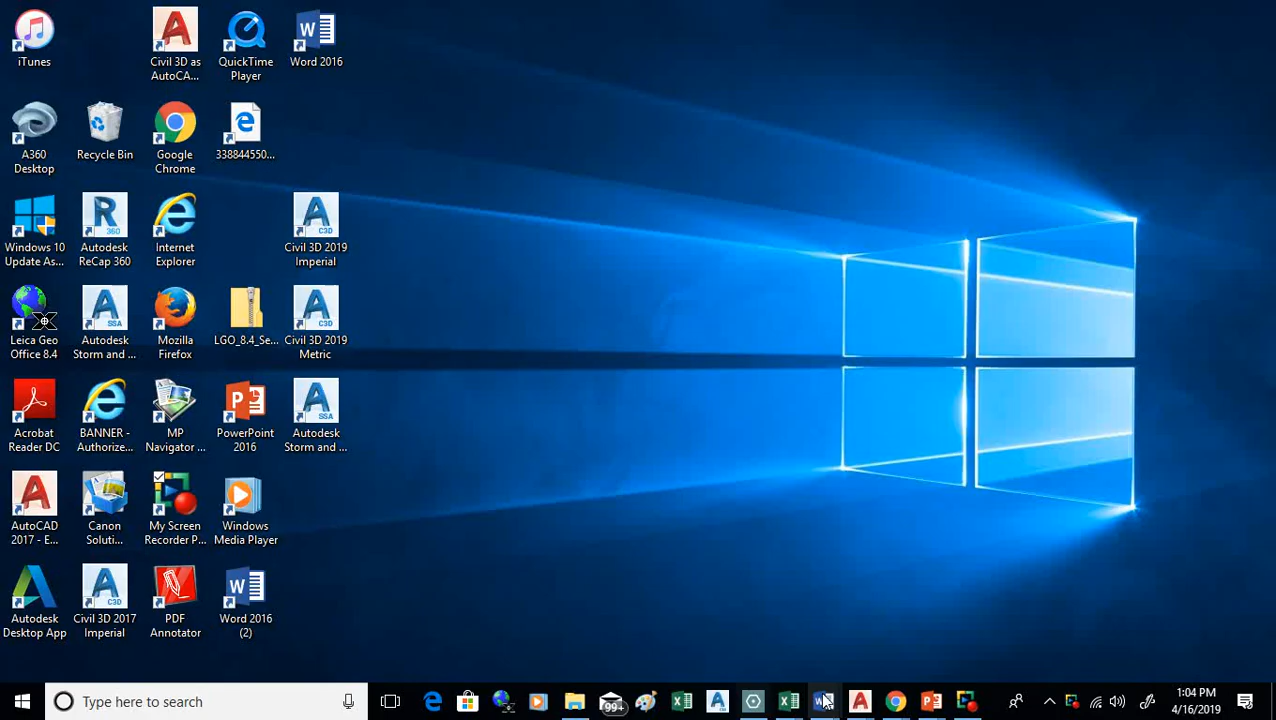 iTunes
Civil 3D as
AutoCA...
QuickTime
Player
Word 2016
A360
Desktop
Recycle Bin
Google
Chrome
338844550...
Windows 10
Update As...
Autodesk
ReCap 360
Internet
Explorer
Civil 3D 2019
Imperial
Leica Geo
Office 8.4
Autodesk
Storm and ...
Mozilla
Firefox
LGO_8.4_Se...
Civil 3D 2019
Metric
Acrobat
Reader DC
BANNER -
Authorize...
MP
Navigator ...
PowerPoint
2016
Autodesk
Storm and ...
AutoCAD
2017 - E...
Canon
Soluti...
My Screen
Recorder P...
Windows
Media Player
Autodesk
Desktop App
Civil 3D 2017
Imperial
PDF
Annotator
Word 2016
(2)
Type here to search
99+
1:04 PM
4/16/2019